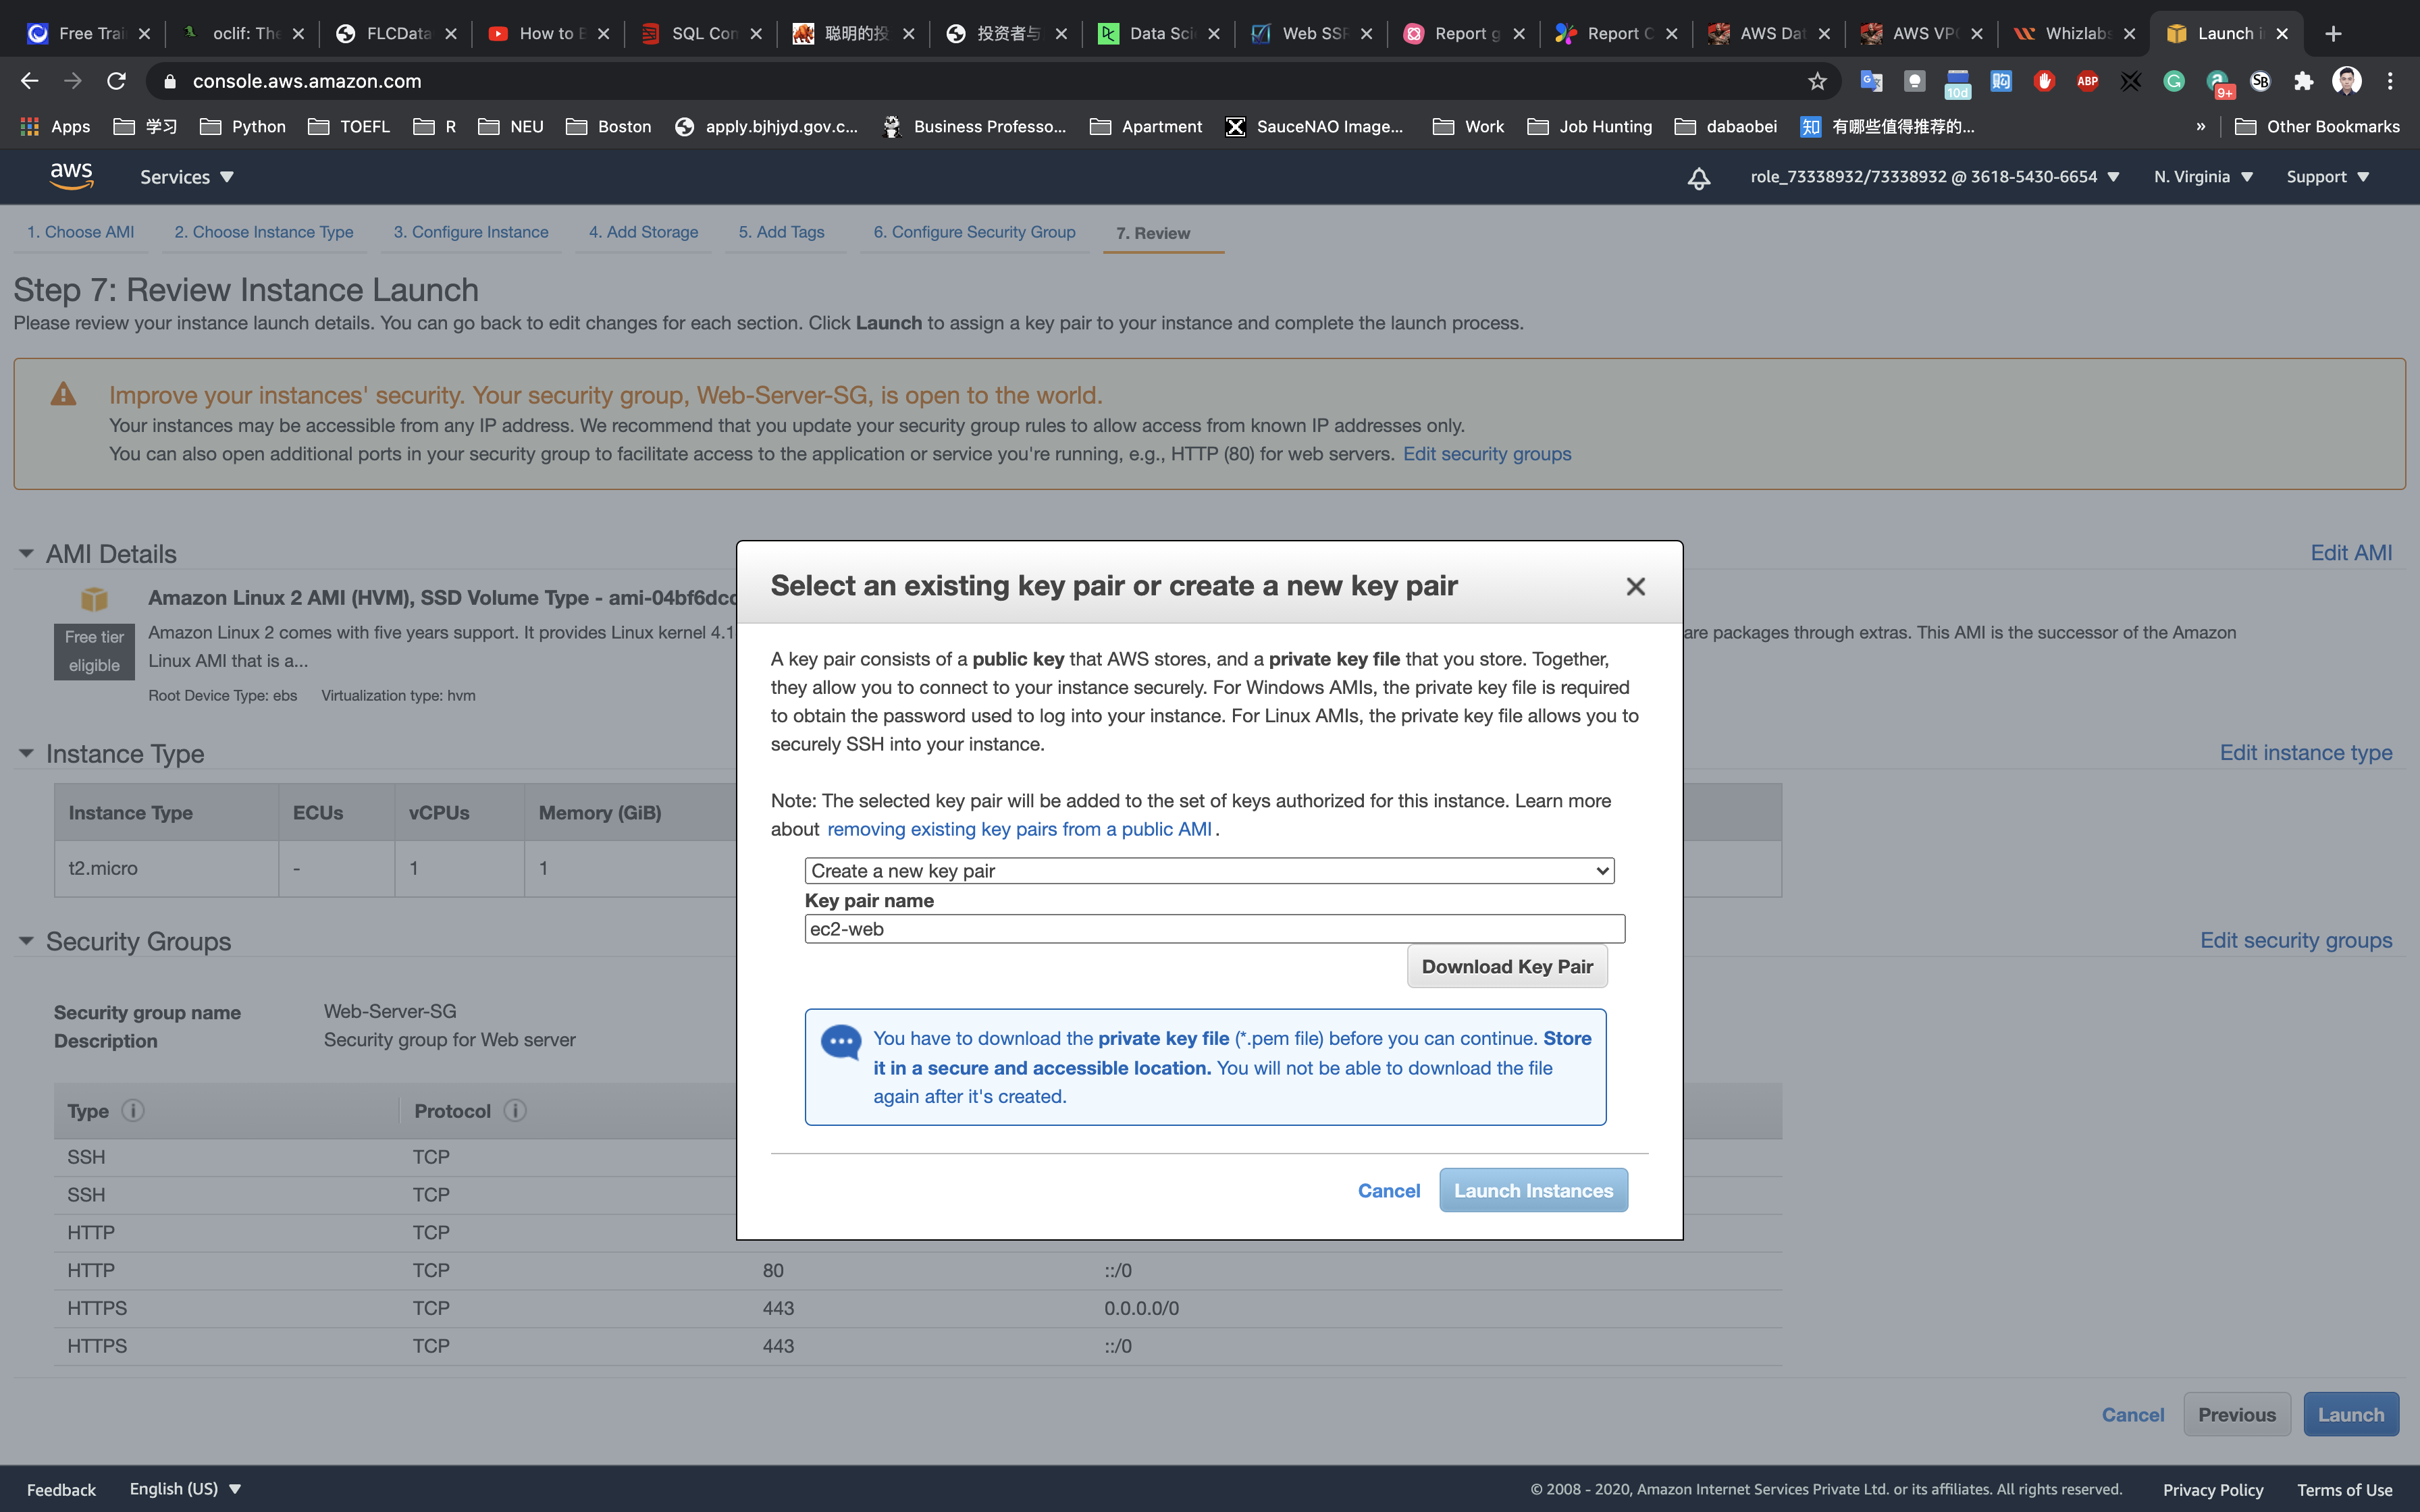 Free Trai
oclif: The
FLCData
How to E
SQL Con
聪明的投
投资者与
Data Sci
Web SSR
Report g
Report C
AWS Dat
AWS VPC
Whizlabs
Launch i
console.aws.amazon.com
10d
ABP
9+
SB
Apps
学习
Python
TOEFL
R
NEU
Boston
apply.bjhjyd.gov.c...
Business Professo...
Apartment
SauceNAO Image...
Work
Job Hunting
dabaobei
知
有哪些值得推荐的...
»
Other Bookmarks
aws
Services
role_73338932/73338932 @ 3618-5430-6654
N. Virginia
Support
1. Choose AMI
2. Choose Instance Type
3. Configure Instance
4. Add Storage
5. Add Tags
6. Configure Security Group
7. Review
Step 7: Review Instance Launch
Please review your instance launch details. You can go back to edit changes for each section. Click Launch to assign a key pair to your instance and complete the launch process.
Improve your instances' security. Your security group, Web-Server-SG, is open to the world.
Your instances may be accessible from any IP address. We recommend that you update your security group rules to allow access from known IP addresses only.
You can also open additional ports in your security group to facilitate access to the application or service you're running, e.g., HTTP (80) for web servers. Edit security groups
AMI Details
Edit AMI
Amazon Linux 2 AMI (HVM), SSD Volume Type - ami-04bf6dcc
Free tier
eligible
Amazon Linux 2 comes with five years support. It provides Linux kernel 4.1
are packages through extras. This AMI is the successor of the Amazon
Linux AMI that is a...
Root Device Type: ebs
Virtualization type: hvm
Instance Type
Edit instance type
Instance Type
ECUs
vCPUs
Memory (GiB)
t2.micro
-
1
1
Security Groups
Edit security groups
Security group name
Web-Server-SG
Description
Security group for Web server
Type
Protocol
SSH
TCP
SSH
TCP
HTTP
TCP
HTTP
TCP
80
::/0
HTTPS
TCP
443
0.0.0.0/0
HTTPS
TCP
443
::/0
Select an existing key pair or create a new key pair
A key pair consists of a public key that AWS stores, and a private key file that you store. Together,
they allow you to connect to your instance securely. For Windows AMIs, the private key file is required
to obtain the password used to log into your instance. For Linux AMIs, the private key file allows you to
securely SSH into your instance.
Note: The selected key pair will be added to the set of keys authorized for this instance. Learn more
about removing existing key pairs from a public AMI .
Create a new key pair
Key pair name
ec2-web
Download Key Pair
You have to download the private key file (*.pem file) before you can continue. Store
it in a secure and accessible location. You will not be able to download the file
again after it's created.
Cancel
Launch Instances
Cancel
Previous
Launch
Feedback
English (US)
© 2008 - 2020, Amazon Internet Services Private Ltd. or its affiliates. All rights reserved.
Privacy Policy
Terms of Use